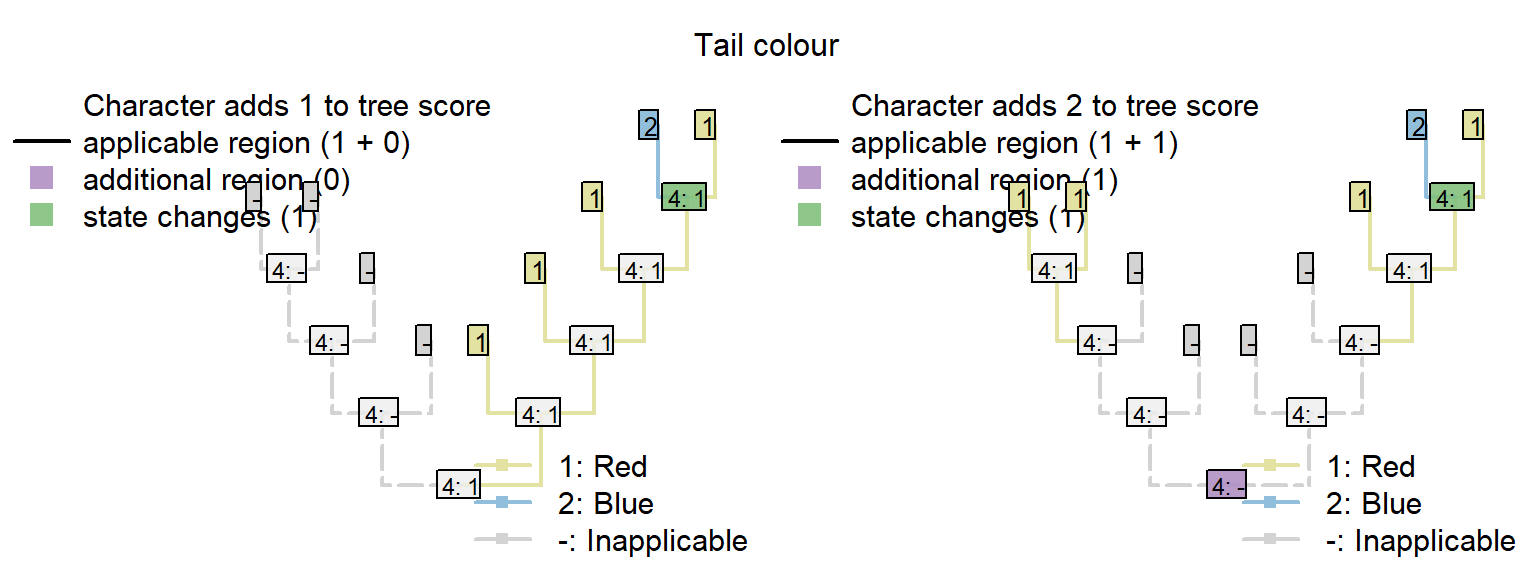 Tail colour
Character adds 1 to tree score
applicable region (1 + 0)
additional region (0)
state changes (1)
2
1
-
-
1
4: 1
4: -
-
1
4: 1
4: -
-
1
4: 1
4: -
4: 1
4: 1
1: Red
2: Blue
-: Inapplicable
Character adds 2 to tree score
applicable region (1 + 1)
additional region (1)
state changes (1)
2
1
1
1
1
4: 1
4: 1
-
-
4: 1
4: -
-
-
4: -
4: -
4: -
4: -
1: Red
2: Blue
-: Inapplicable